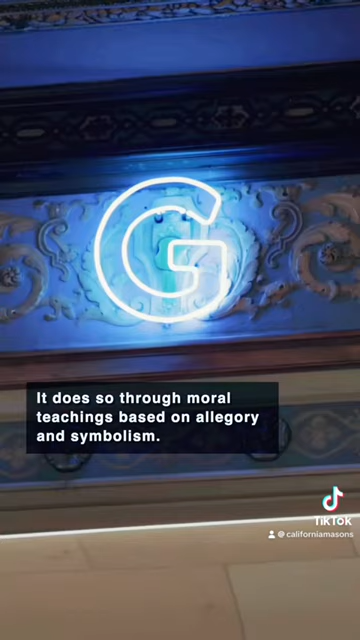 G
It does so through moral
teachings based on allegory
and symbolism.
TikTok
@californiamasons